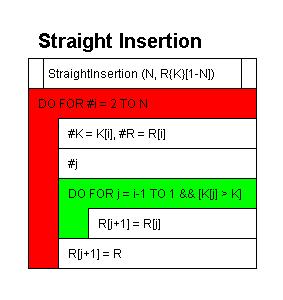 Straight Insertion
StraightInsertion (N, R{K}[1-N])
DO FOR #i = 2 TO N
#K = K[i], #R = R[i]
#j
DO FOR j = i-1 TO 1 && [K[j] > K]
R[j+1] = R[j]
R[j+1] = R